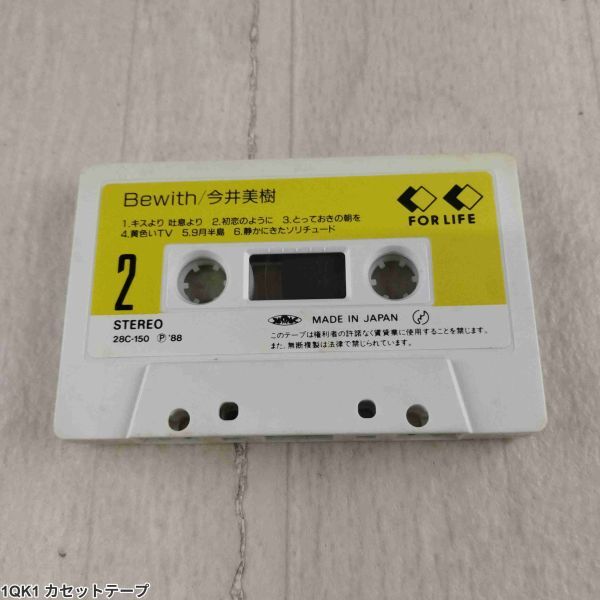 Bewith/今井美樹
1.キスより 吐息より 2.初恋のように 3.とっておきの朝を
4.黄色いTV 5.9月半島 6.静かにきたソリチュード
FOR LIFE
2
STEREO
28C-150 Ⓟ '88
MADE IN JAPAN
このテープは権利者の許諾なく賃貸業に使用することを禁じます。
また、無断複製は法律で禁じられています。
1QK1 カセットテープ